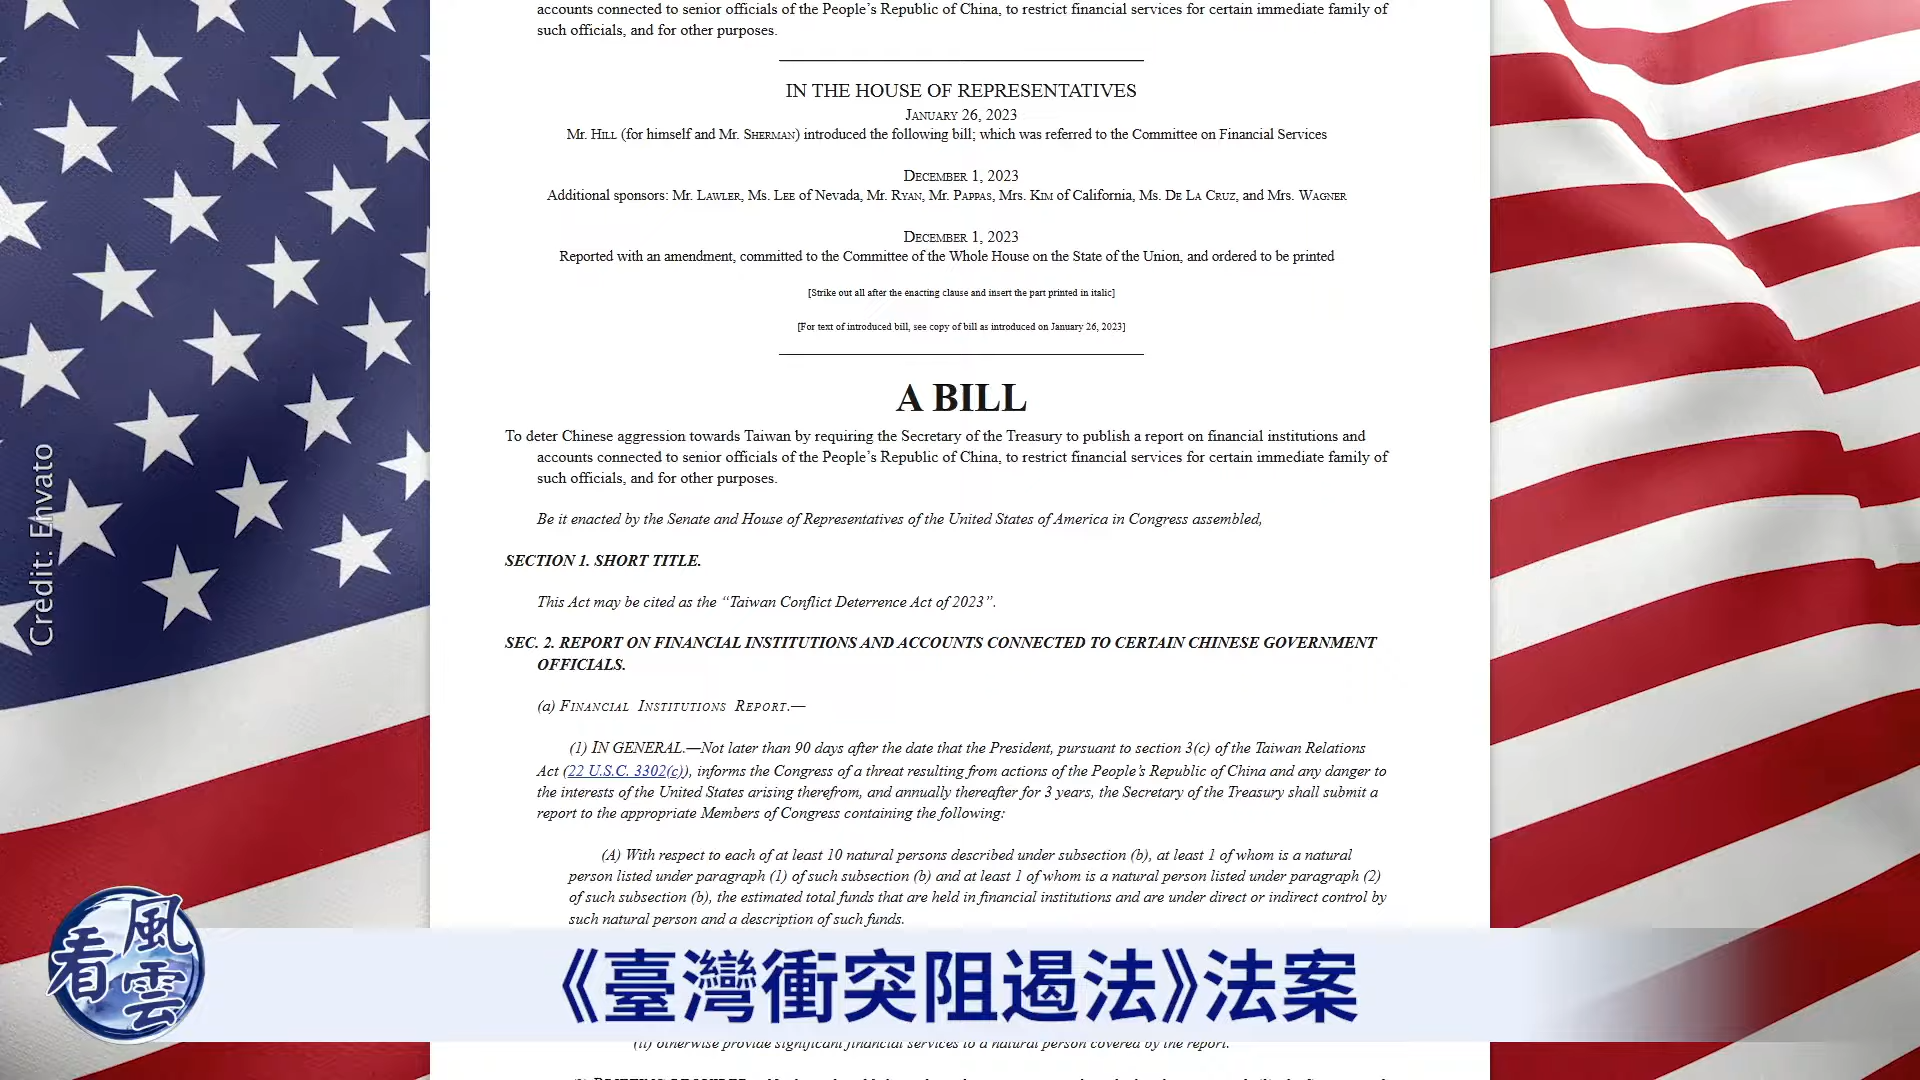 accounts connected to senior officials of the People's Republic of China, to restrict financial services for certain immediate family of
such officials, and for other purposes.
IN THE HOUSE OF REPRESENTATIVES
JANUARY 26, 2023
Mr. HILL (for himself and Mr. SHERMAN) introduced the following bill; which was referred to the Committee on Financial Services
DECEMBER 1, 2023
Additional sponsors: Mr. LAWLER, Ms. LEE of Nevada, Mr. RYAN, Mr. PAPPAS, Mrs. KIM of California, Ms. DE LA CRUZ, and Mrs. WAGNER
DECEMBER 1, 2023
Reported with an amendment, committed to the Committee of the Whole House on the State of the Union, and ordered to be printed
[Strike out all after the enacting clause and insert the part printed in italic]
[For text of introduced bill, see copy of bill as introduced on January 26, 2023]
A BILL
To deter Chinese aggression towards Taiwan by requiring the Secretary of the Treasury to publish a report on financial institutions and
accounts connected to senior officials of the People's Republic of China, to restrict financial services for certain immediate family of
such officials, and for other purposes.
Be it enacted by the Senate and House of Representatives of the United States of America in Congress assembled,
SECTION 1. SHORT TITLE.
This Act may be cited as the “Taiwan Conflict Deterrence Act of 2023”.
SEC. 2. REPORT ON FINANCIAL INSTITUTIONS AND ACCOUNTS CONNECTED TO CERTAIN CHINESE GOVERNMENT
OFFICIALS.
(a) FINANCIAL INSTITUTIONS REPORT.—
(1) IN GENERAL.—Not later than 90 days after the date that the President, pursuant to section 3(c) of the Taiwan Relations
Act (22 U.S.C. 3302(c)), informs the Congress of a threat resulting from actions of the People's Republic of China and any danger to
the interests of the United States arising therefrom, and annually thereafter for 3 years, the Secretary of the Treasury shall submit a
report to the appropriate Members of Congress containing the following:
(A) With respect to each of at least 10 natural persons described under subsection (b), at least 1 of whom is a natural
person listed under paragraph (1) of such subsection (b) and at least 1 of whom is a natural person listed under paragraph (2)
of such subsection (b), the estimated total funds that are held in financial institutions and are under direct or indirect control by
such natural person and a description of such funds.
《臺灣衝突阻遏法》法案
(ii) otherwise provide significant financial services to a natural person covered by the report.
Credit: Envato
看風雲